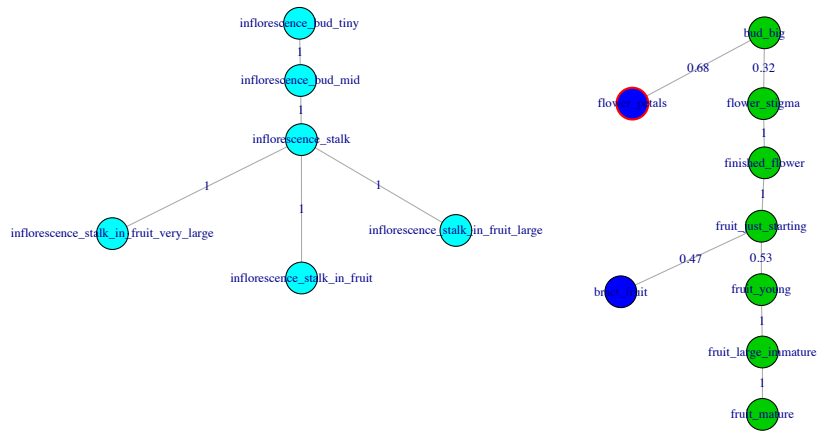 inflorescence_bud_tiny
1
inflorescence_bud_mid
1
inflorescence_stalk
1
1
1
inflorescence_stalk_in_fruit_very_large
inflorescence_stalk_in_fruit_large
inflorescence_stalk_in_fruit
bud_big
0.68
0.32
flower_petals
flower_stigma
1
finished_flower
1
fruit_just_starting
0.47
0.53
fruit_young
1
fruit_large_immature
1
fruit_mature